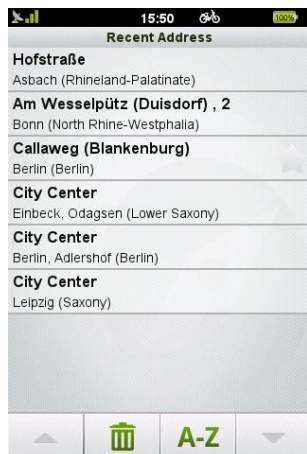 15:50
100%
Recent Address
Hofstraße
Asbach (Rhineland-Palatinate)
Am Wesselpütz (Duisdorf) , 2
Bonn (North Rhine-Westphalia)
Callaweg (Blankenburg)
Berlin (Berlin)
City Center
Einbeck, Odagsen (Lower Saxony)
City Center
Berlin, Adlershof (Berlin)
City Center
Leipzig (Saxony)
A-Z